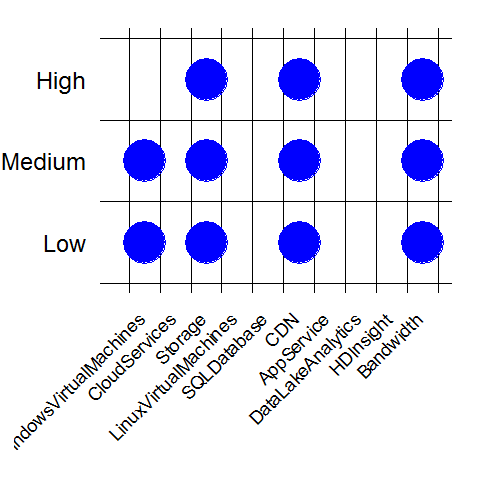 High
Medium
Low
ndowsVirtualMachines
CloudServices
Storage
LinuxVirtualMachines
SQLDatabase
CDN
AppService
DataLakeAnalytics
HDInsight
Bandwidth